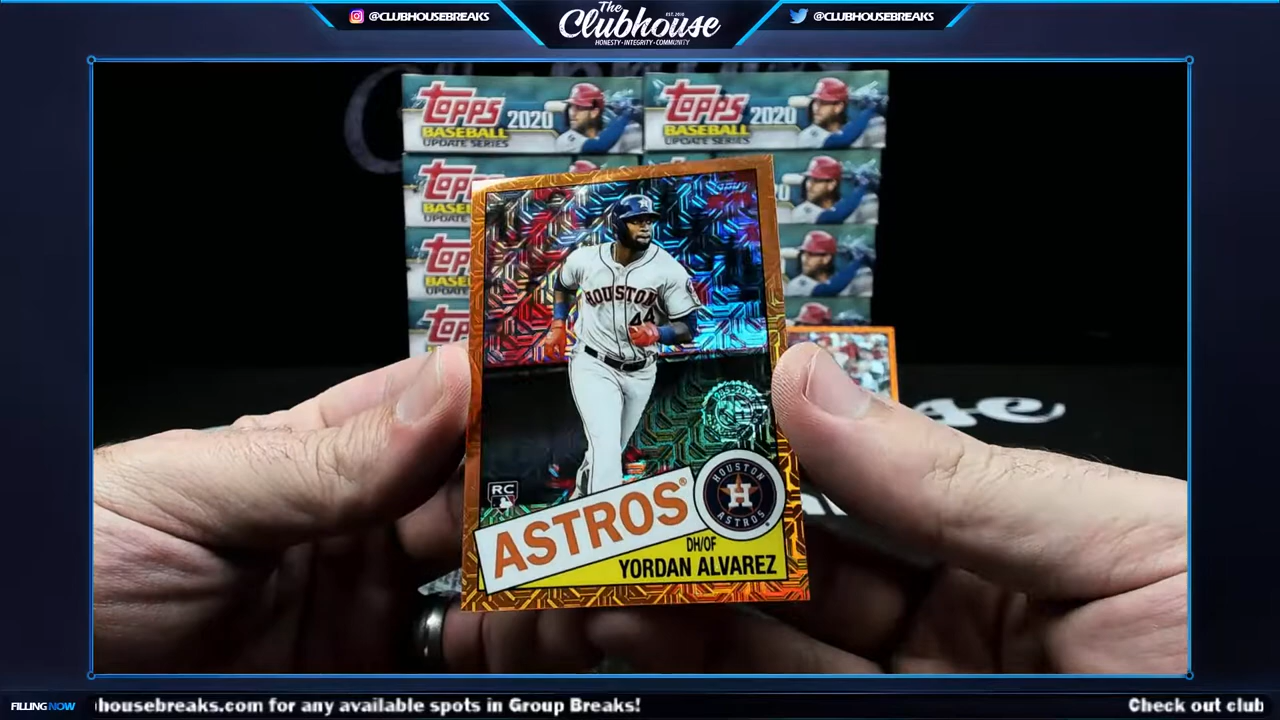 @CLUBHOUSEBREAKS
The
EST. 2018
Clubhouse
HONESTY • INTEGRITY • COMMUNITY
@CLUBHOUSEBREAKS
Topps
2020
BASEBALL
UPDATE SERIES
Topps
2020
BASEBALL
UPDATE SERIES
HOUSTON
44
RC
ASTROS®
HOUSTON
H
ASTROS
DH/OF
YORDAN ALVAREZ
FILLING NOW
housebreaks.com for any available spots in Group Breaks!
Check out club